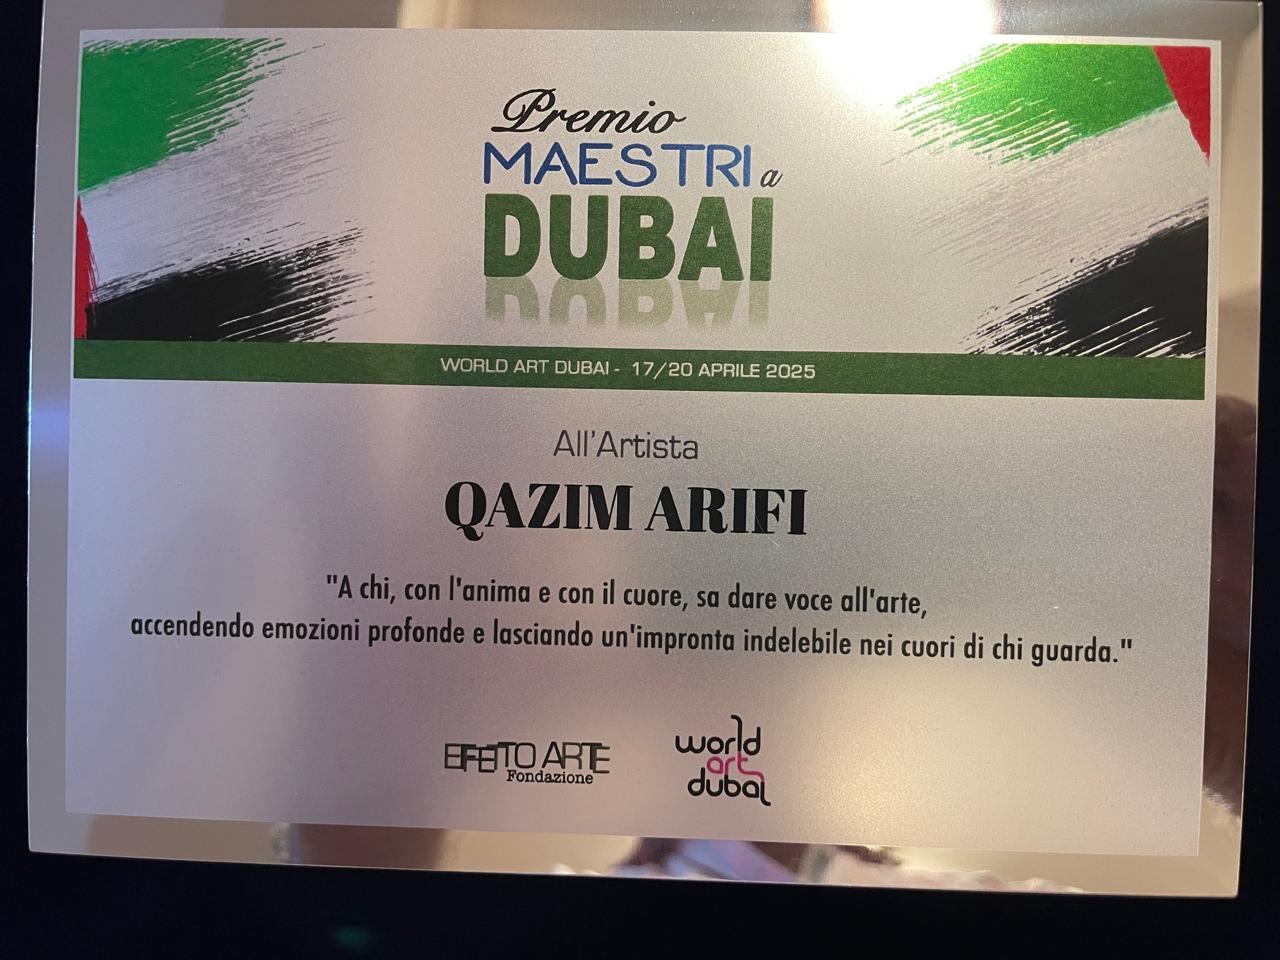 Premio
MAESTRI a
DUBAI
WORLD ART DUBAI - 17/20 APRILE 2025
All'Artista
QAZIM ARIFI
"A chi, con l'anima e con il cuore, sa dare voce all'arte,
accendendo emozioni profonde e lasciando un'impronta indelebile nei cuori di chi guarda."
EFFETTO ARTE
Fondazione
world
art
dubai